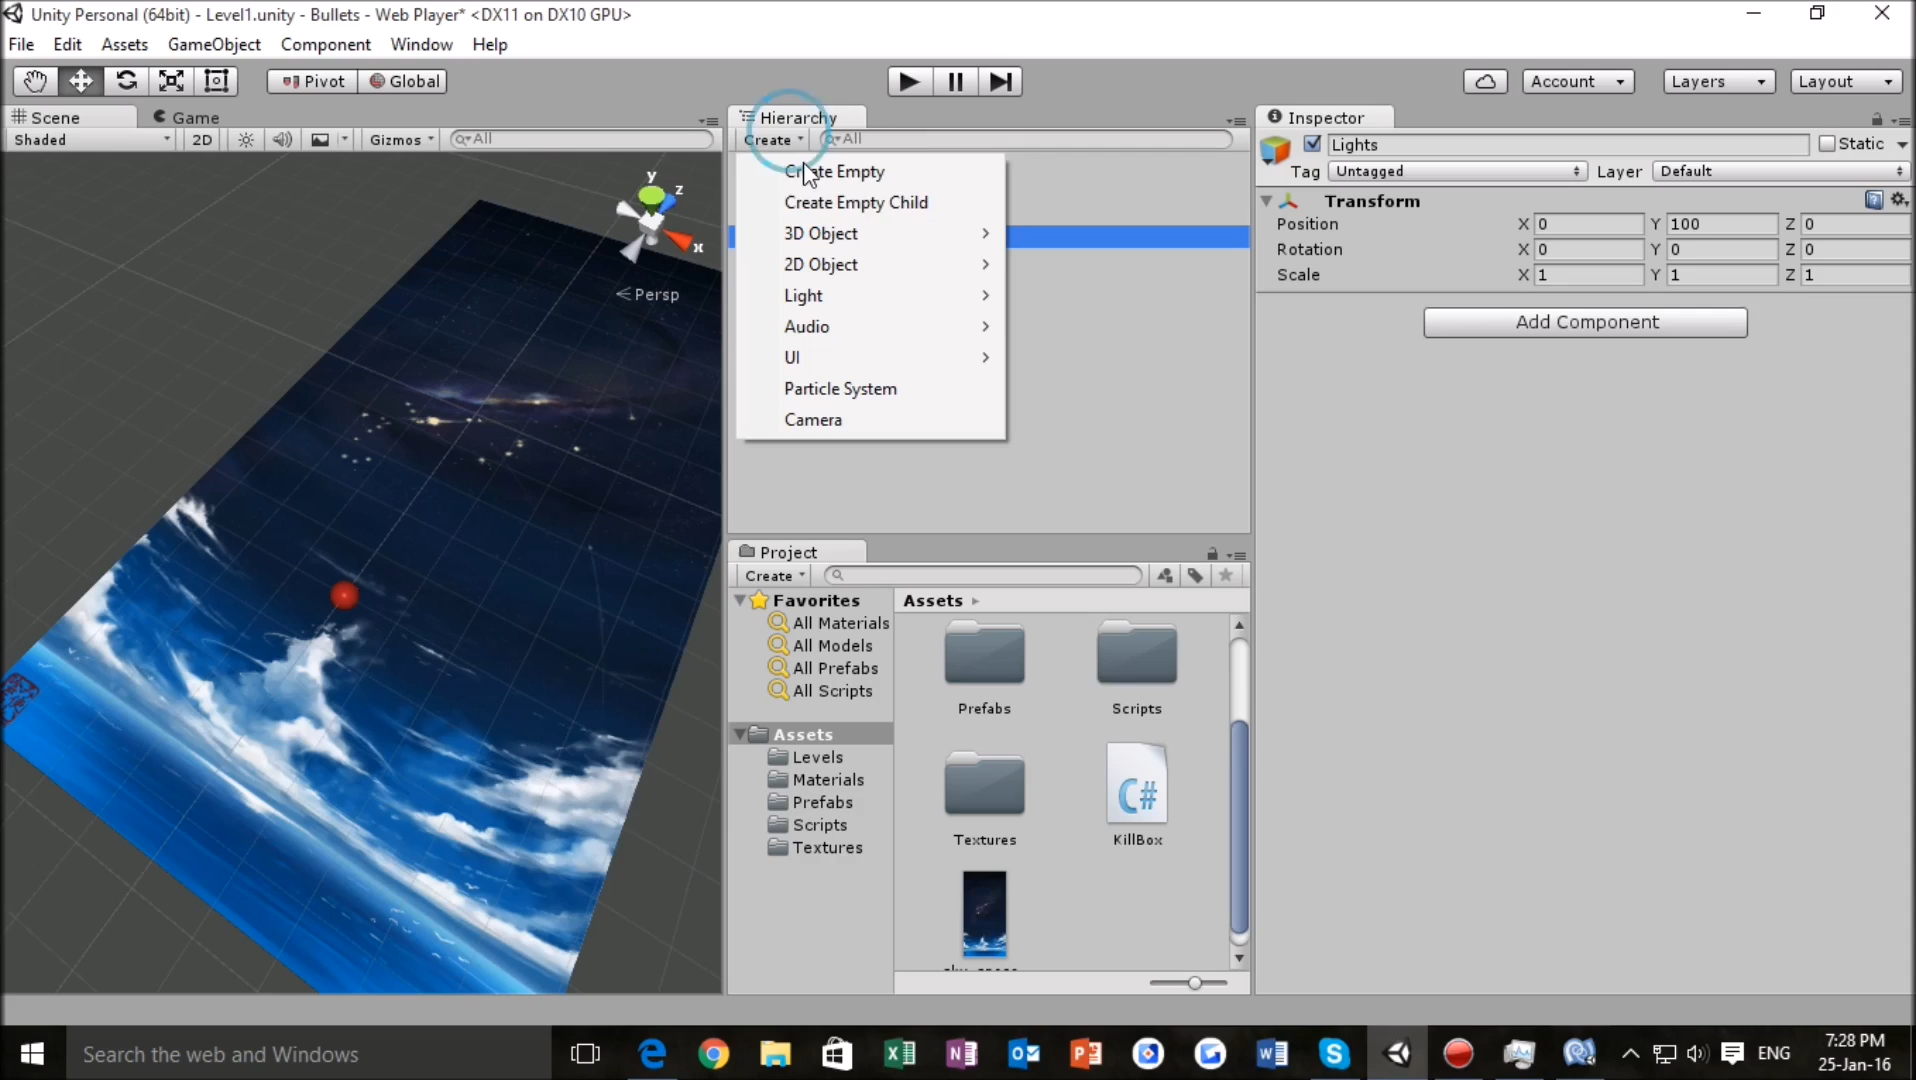 Unity Personal (64bit) - Level1.unity - Bullets - Web Player* <DX11 on DX10 GPU>
File Edit Assets GameObject Component Window Help
Pivot Global Account Layers Layout
Scene Game
Shaded 2D Gizmos All
y
z
x
Persp
Hierarchy
Create All
Create Empty
Create Empty Child
3D Object
2D Object
Light
Audio
UI
Particle System
Camera
Inspector
Lights Static
Tag Untagged Layer Default
Transform
Position X 0 Y 100 Z 0
Rotation X 0 Y 0 Z 0
Scale X 1 Y 1 Z 1
Add Component
Project
Create
Favorites
All Materials
All Models
All Prefabs
All Scripts
Assets
Levels
Materials
Prefabs
Scripts
Textures
Assets
Prefabs Scripts
C#
Textures KillBox
Search the web and Windows
ENG
7:28 PM
25-Jan-16